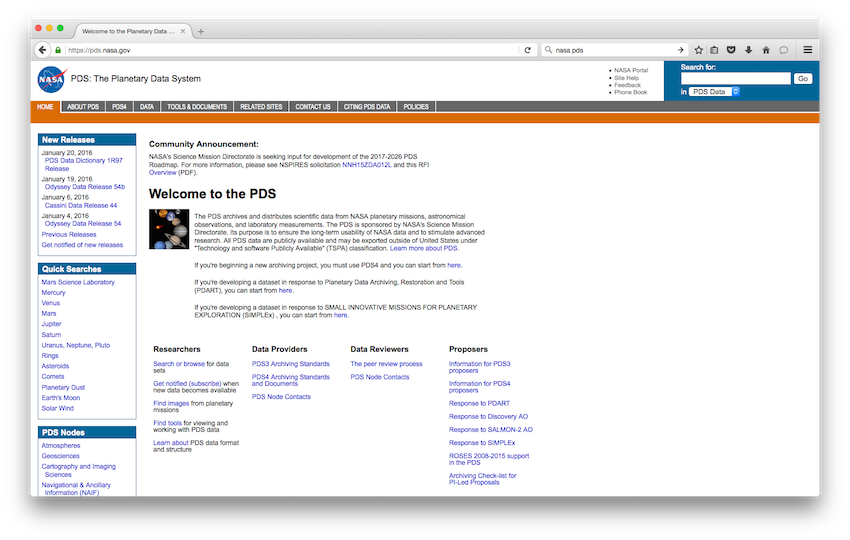 Welcome to the Planetary Data ...
https://pds.nasa.gov
nasa pds
NASA
PDS: The Planetary Data System
NASA Portal
Site Help
Feedback
Phone Book
Search for:
Go
in PDS Data
HOME ABOUT PDS PDS4 DATA TOOLS & DOCUMENTS RELATED SITES CONTACT US CITING PDS DATA POLICIES
New Releases
January 20, 2016
PDS Data Dictionary 1R97
Release
January 19, 2016
Odyssey Data Release 54b
January 6, 2016
Cassini Data Release 44
January 4, 2016
Odyssey Data Release 54
Previous Releases
Get notified of new releases
Quick Searches
Mars Science Laboratory
Mercury
Venus
Mars
Jupiter
Saturn
Uranus, Neptune, Pluto
Rings
Asteroids
Comets
Planetary Dust
Earth's Moon
Solar Wind
PDS Nodes
Atmospheres
Geosciences
Cartography and Imaging
Sciences
Navigational & Ancillary
Information (NAIF)
Community Announcement:
NASA's Science Mission Directorate is seeking input for development of the 2017-2026 PDS
Roadmap. For more information, please see NSPIRES solicitation NNH15ZDA012L and this RFI
Overview (PDF).
Welcome to the PDS
The PDS archives and distributes scientific data from NASA planetary missions, astronomical
observations, and laboratory measurements. The PDS is sponsored by NASA's Science Mission
Directorate. Its purpose is to ensure the long-term usability of NASA data and to stimulate advanced
research. All PDS data are publicly available and may be exported outside of United States under
"Technology and software Publicly Available" (TSPA) classification. Learn more about PDS.
If you're beginning a new archiving project, you must use PDS4 and you can start from here.
If you're developing a dataset in response to Planetary Data Archiving, Restoration and Tools
(PDART), you can start from here.
If you're developing a dataset in response to SMALL INNOVATIVE MISSIONS FOR PLANETARY
EXPLORATION (SIMPLEx) , you can start from here.
Researchers
Search or browse for data
sets
Get notified (subscribe) when
new data becomes available
Find images from planetary
missions
Find tools for viewing and
working with PDS data
Learn about PDS data format
and structure
Data Providers
PDS3 Archiving Standards
PDS4 Archiving Standards
and Documents
PDS Node Contacts
Data Reviewers
The peer review process
PDS Node Contacts
Proposers
Information for PDS3
proposers
Information for PDS4
proposers
Response to PDART
Response to Discovery AO
Response to SALMON-2 AO
Response to SIMPLEx
ROSES 2008-2015 support
in the PDS
Archiving Check-list for
PI-Led Proposals